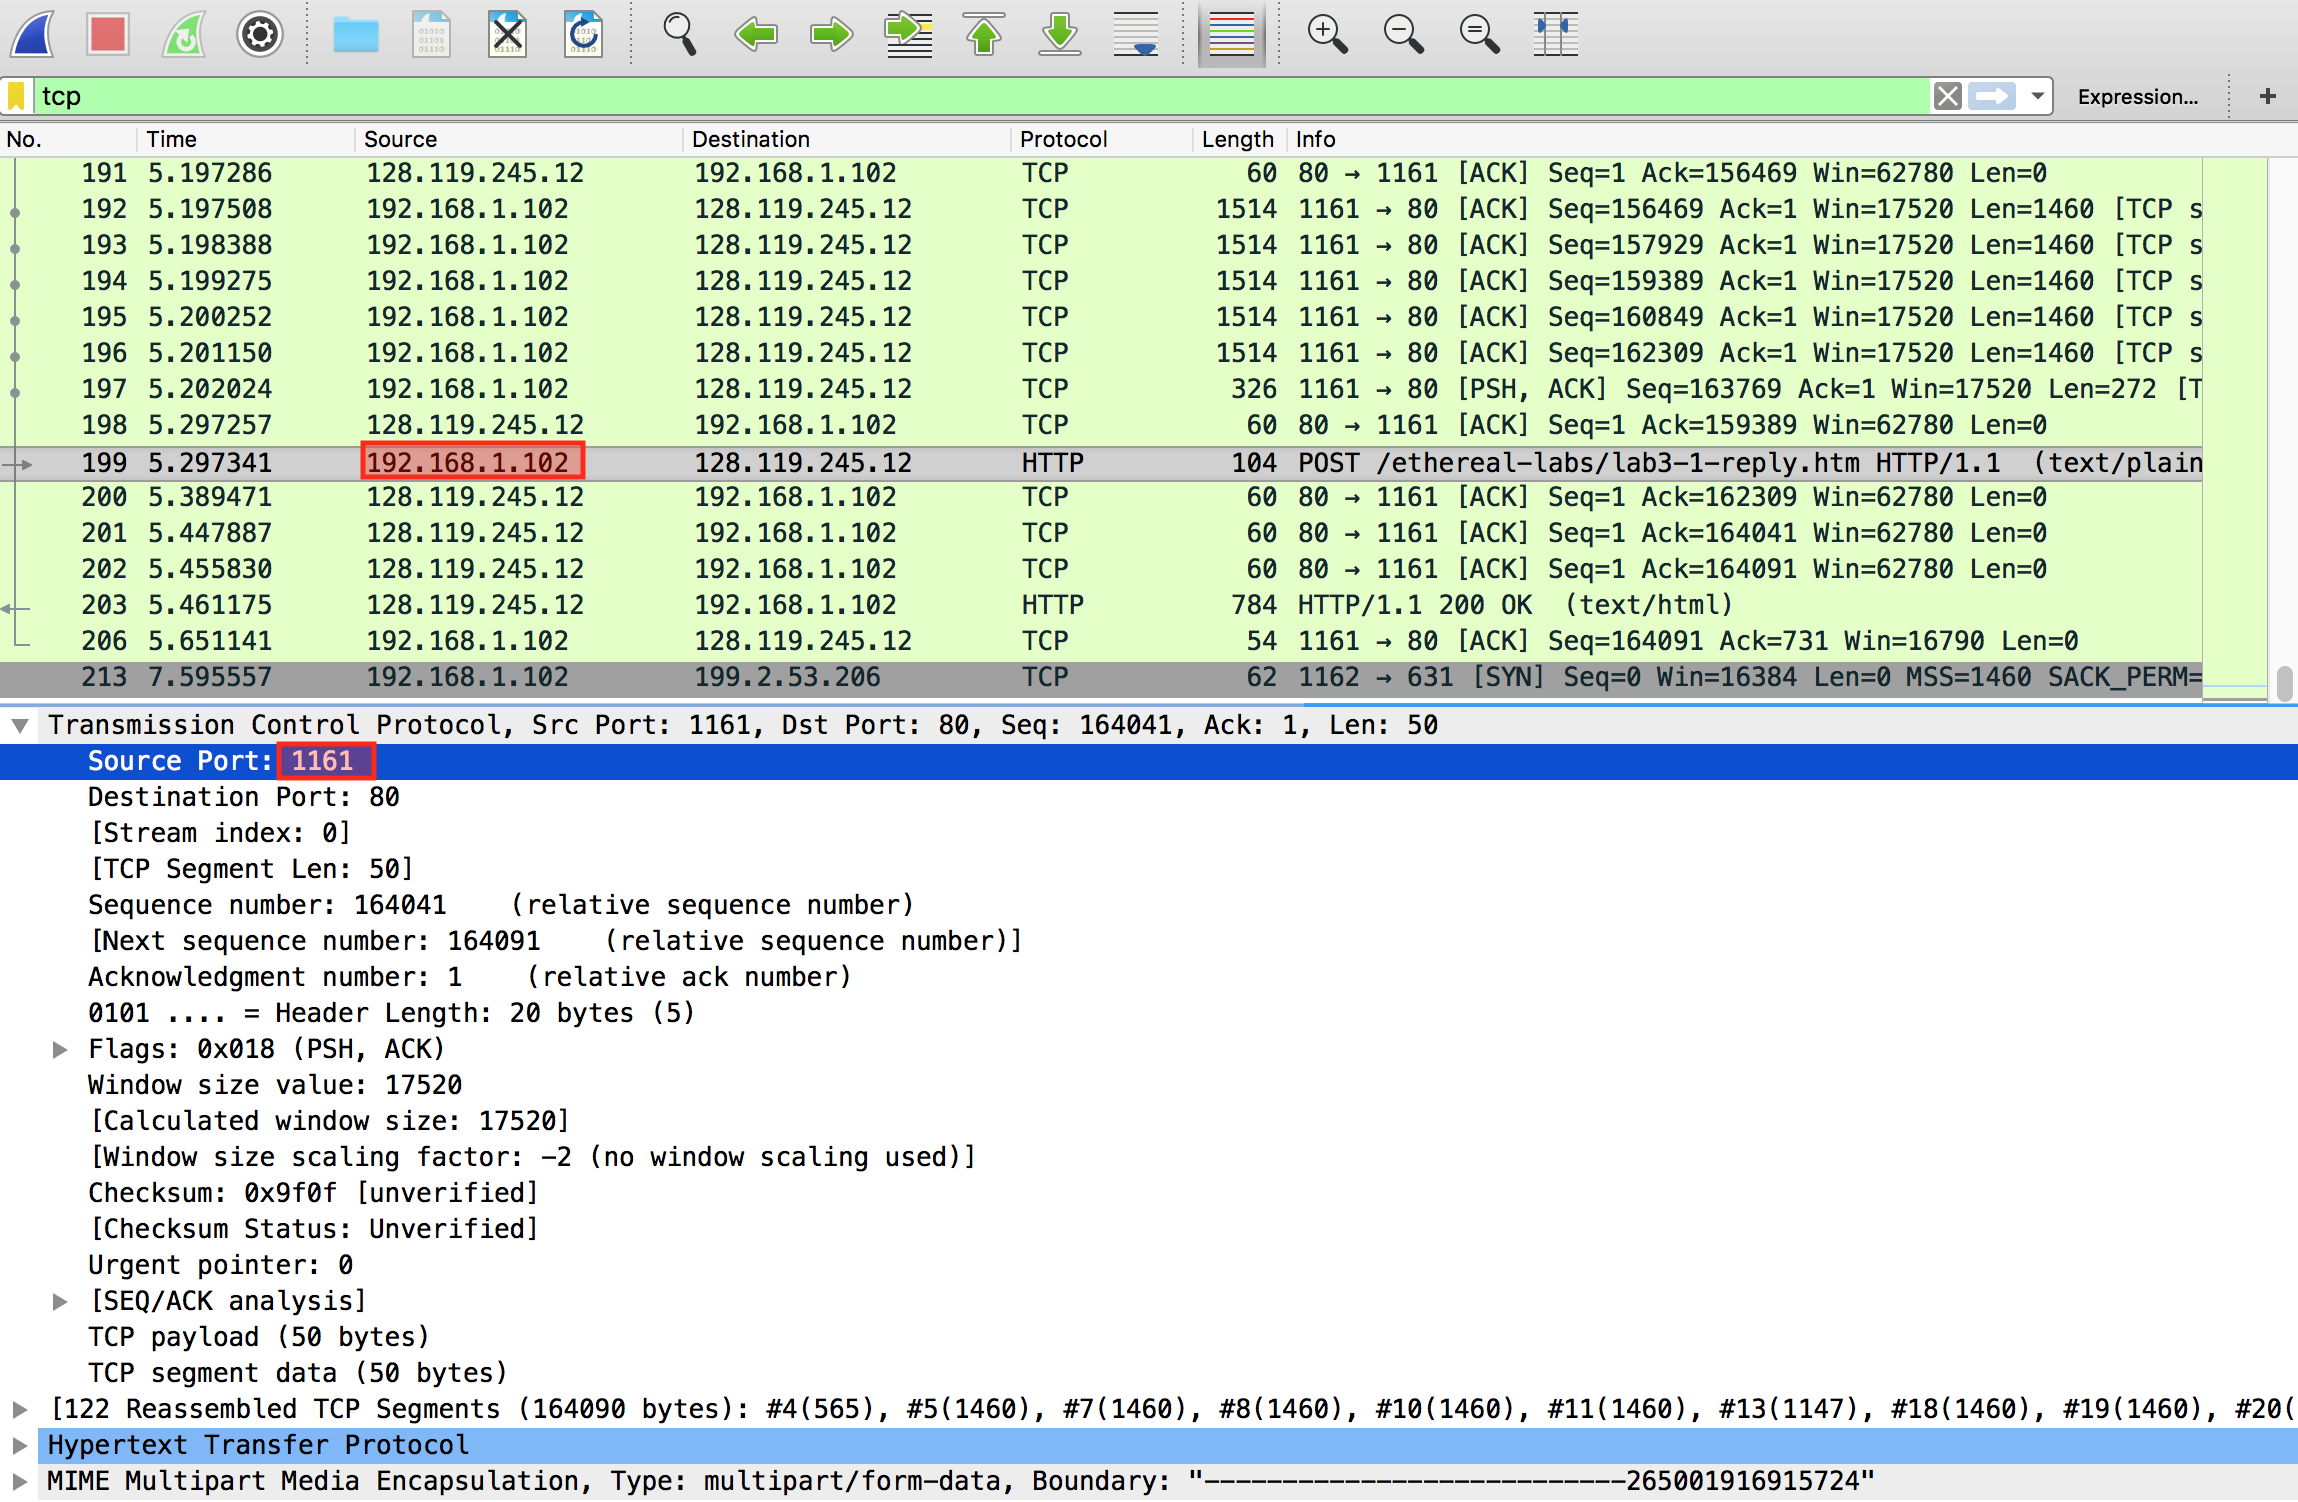 tcp
Expression... +
No. Time Source Destination Protocol Length Info
191 5.197286 128.119.245.12 192.168.1.102 TCP 60 80 → 1161 [ACK] Seq=1 Ack=156469 Win=62780 Len=0
192 5.197508 192.168.1.102 128.119.245.12 TCP 1514 1161 → 80 [ACK] Seq=156469 Ack=1 Win=17520 Len=1460 [TCP s
193 5.198388 192.168.1.102 128.119.245.12 TCP 1514 1161 → 80 [ACK] Seq=157929 Ack=1 Win=17520 Len=1460 [TCP s
194 5.199275 192.168.1.102 128.119.245.12 TCP 1514 1161 → 80 [ACK] Seq=159389 Ack=1 Win=17520 Len=1460 [TCP s
195 5.200252 192.168.1.102 128.119.245.12 TCP 1514 1161 → 80 [ACK] Seq=160849 Ack=1 Win=17520 Len=1460 [TCP s
196 5.201150 192.168.1.102 128.119.245.12 TCP 1514 1161 → 80 [ACK] Seq=162309 Ack=1 Win=17520 Len=1460 [TCP s
197 5.202024 192.168.1.102 128.119.245.12 TCP 326 1161 → 80 [PSH, ACK] Seq=163769 Ack=1 Win=17520 Len=272 [T
198 5.297257 128.119.245.12 192.168.1.102 TCP 60 80 → 1161 [ACK] Seq=1 Ack=159389 Win=62780 Len=0
199 5.297341 192.168.1.102 128.119.245.12 HTTP 104 POST /ethereal-labs/lab3-1-reply.htm HTTP/1.1 (text/plain
200 5.389471 128.119.245.12 192.168.1.102 TCP 60 80 → 1161 [ACK] Seq=1 Ack=162309 Win=62780 Len=0
201 5.447887 128.119.245.12 192.168.1.102 TCP 60 80 → 1161 [ACK] Seq=1 Ack=164041 Win=62780 Len=0
202 5.455830 128.119.245.12 192.168.1.102 TCP 60 80 → 1161 [ACK] Seq=1 Ack=164091 Win=62780 Len=0
203 5.461175 128.119.245.12 192.168.1.102 HTTP 784 HTTP/1.1 200 OK (text/html)
206 5.651141 192.168.1.102 128.119.245.12 TCP 54 1161 → 80 [ACK] Seq=164091 Ack=731 Win=16790 Len=0
213 7.595557 192.168.1.102 199.2.53.206 TCP 62 1162 → 631 [SYN] Seq=0 Win=16384 Len=0 MSS=1460 SACK_PERM=
Transmission Control Protocol, Src Port: 1161, Dst Port: 80, Seq: 164041, Ack: 1, Len: 50
Source Port: 1161
Destination Port: 80
[Stream index: 0]
[TCP Segment Len: 50]
Sequence number: 164041 (relative sequence number)
[Next sequence number: 164091 (relative sequence number)]
Acknowledgment number: 1 (relative ack number)
0101 .... = Header Length: 20 bytes (5)
Flags: 0x018 (PSH, ACK)
Window size value: 17520
[Calculated window size: 17520]
[Window size scaling factor: -2 (no window scaling used)]
Checksum: 0x9f0f [unverified]
[Checksum Status: Unverified]
Urgent pointer: 0
[SEQ/ACK analysis]
TCP payload (50 bytes)
TCP segment data (50 bytes)
[122 Reassembled TCP Segments (164090 bytes): #4(565), #5(1460), #7(1460), #8(1460), #10(1460), #11(1460), #13(1147), #18(1460), #19(1460), #20(
Hypertext Transfer Protocol
MIME Multipart Media Encapsulation, Type: multipart/form-data, Boundary: "---------------------------265001916915724"